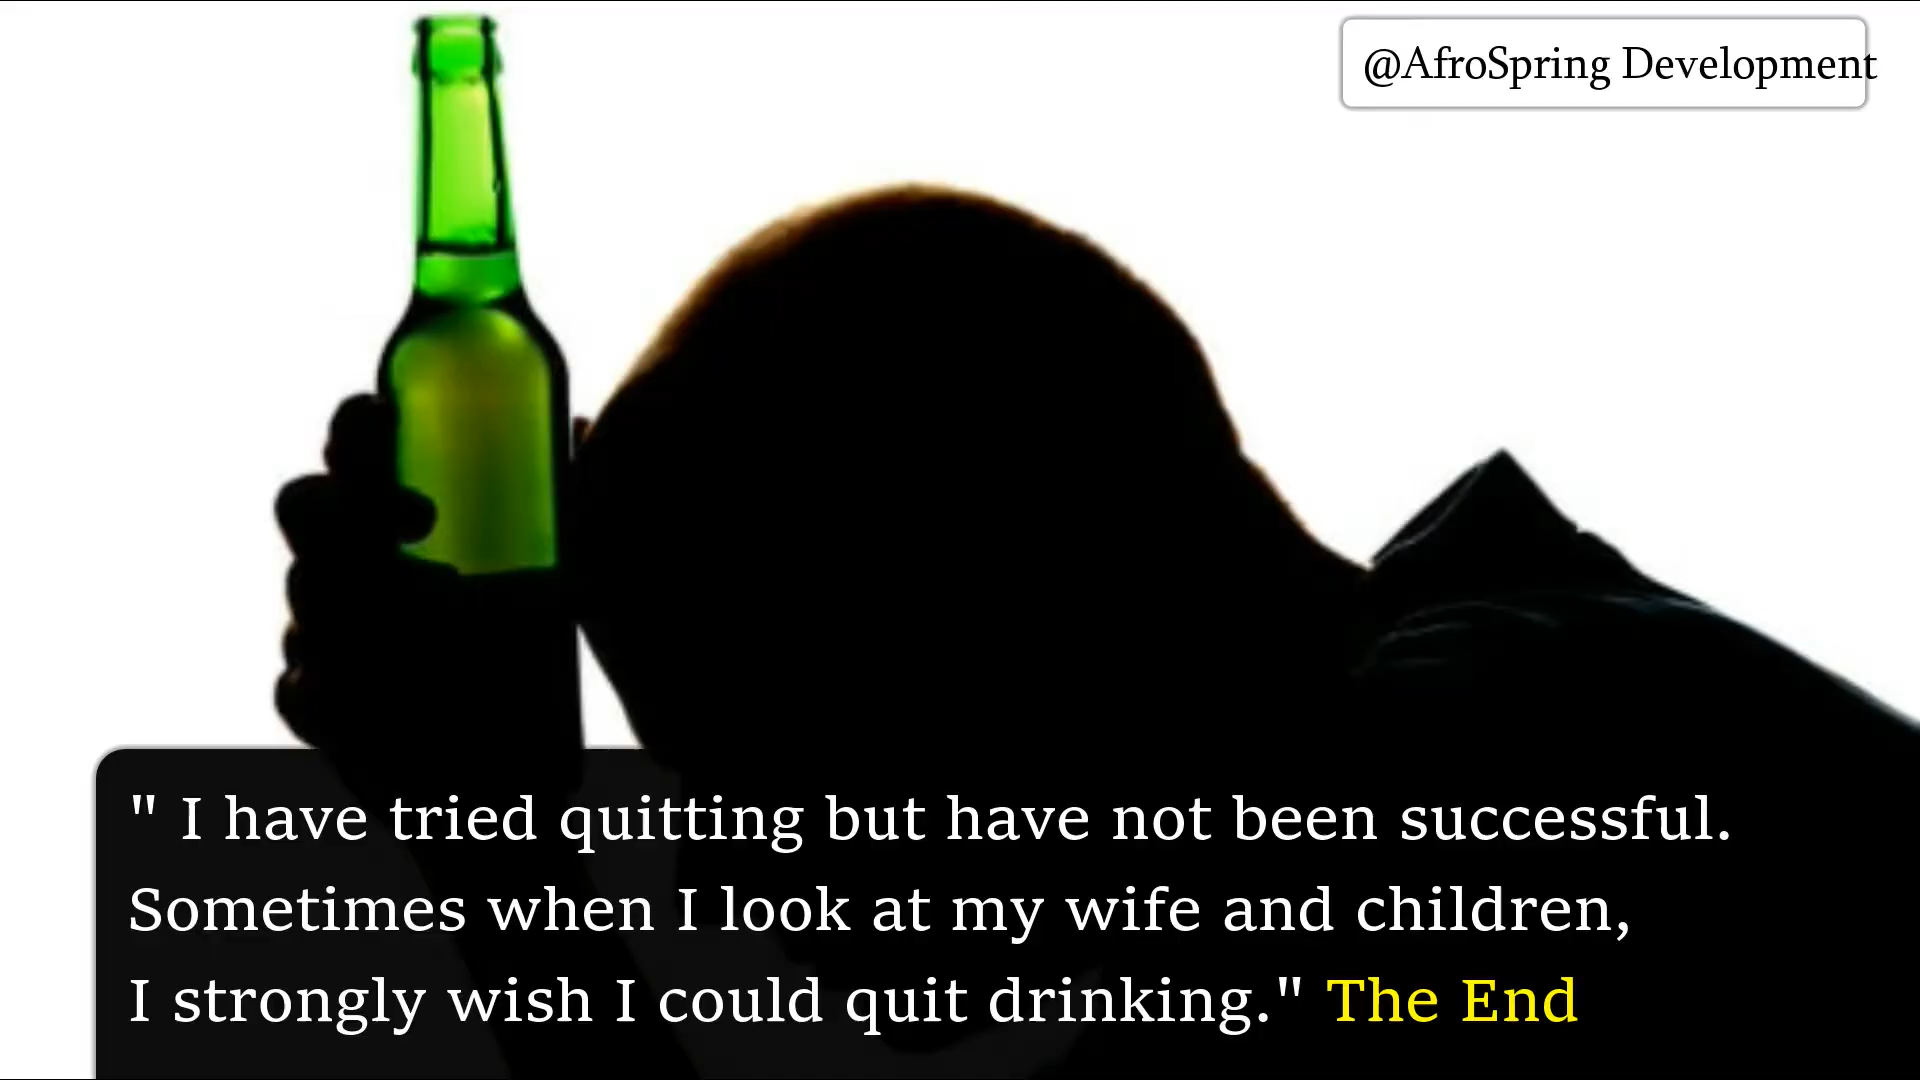 @AfroSpring Development
" I have tried quitting but have not been successful.
Sometimes when I look at my wife and children,
I strongly wish I could quit drinking." The End